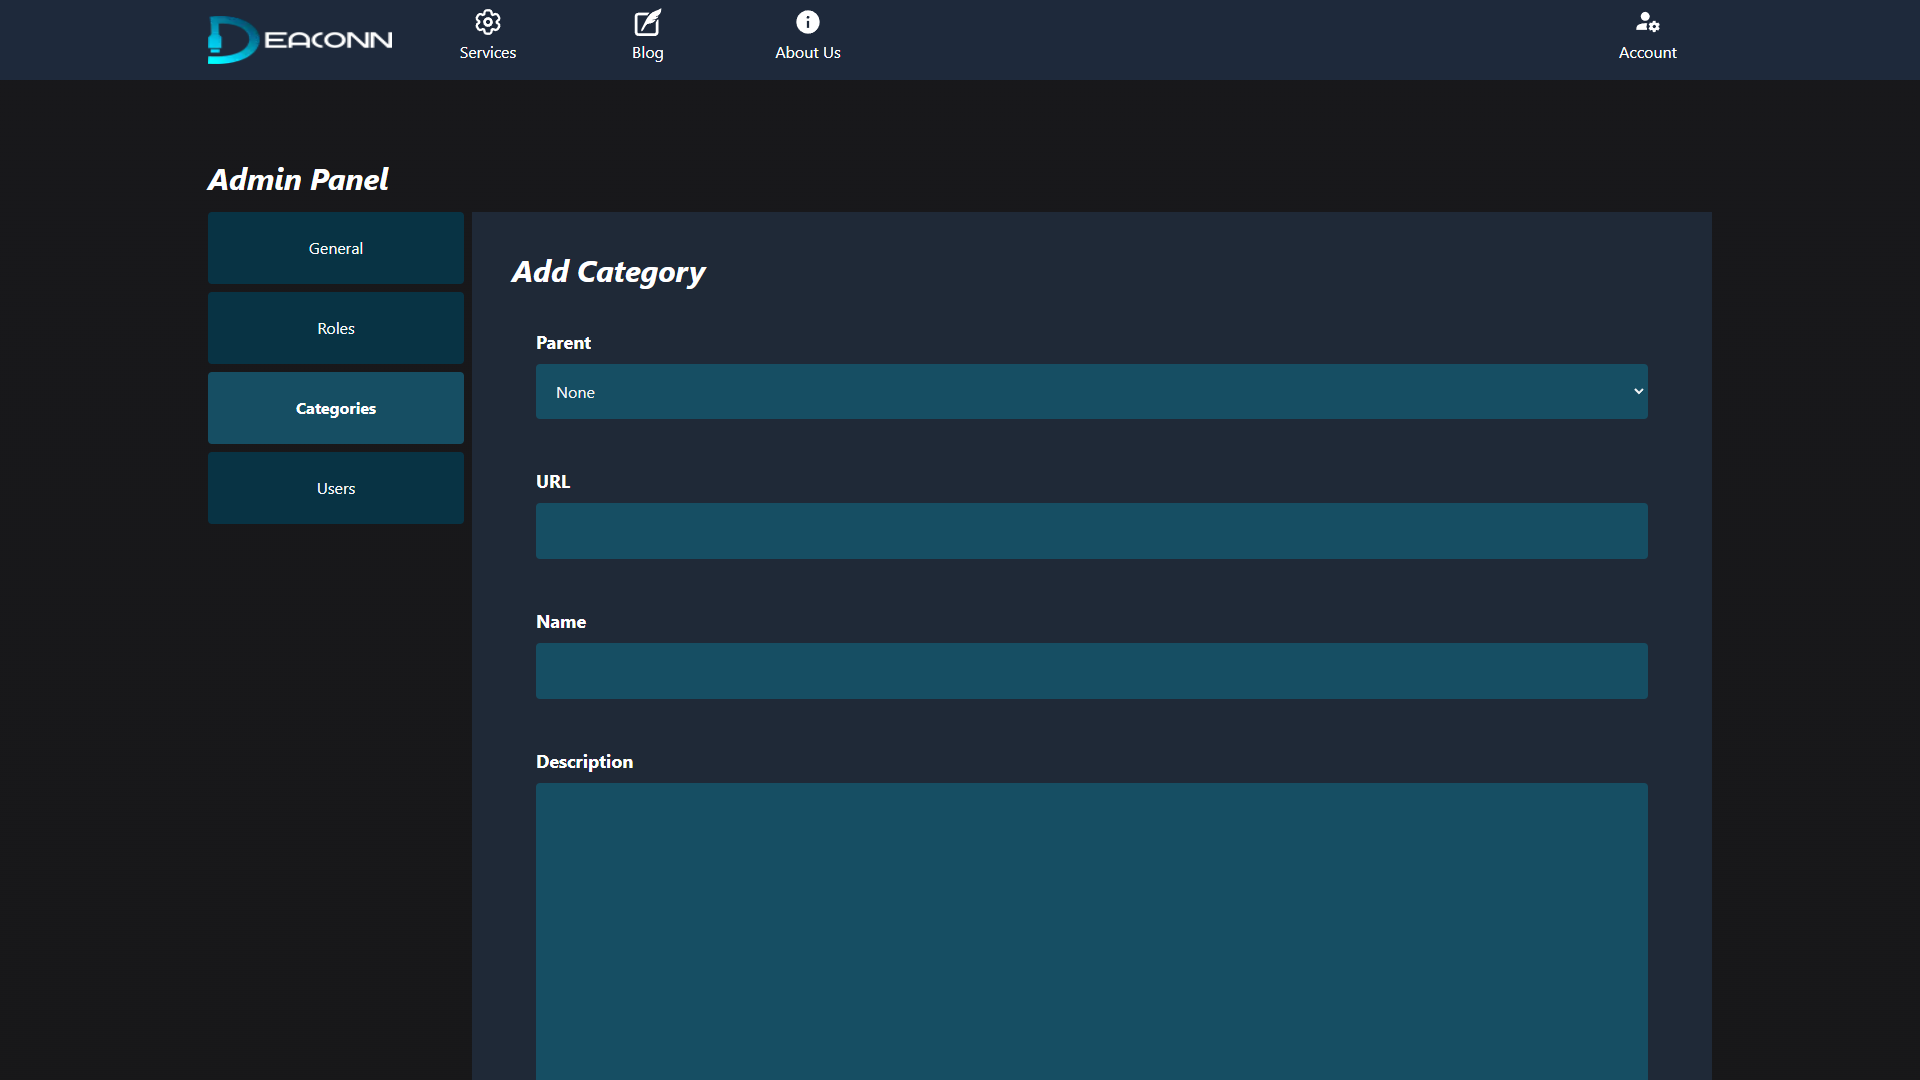 DEACONN
Services
Blog
About Us
Account
Admin Panel
General
Roles
Categories
Users
Add Category
Parent
None
URL
Name
Description